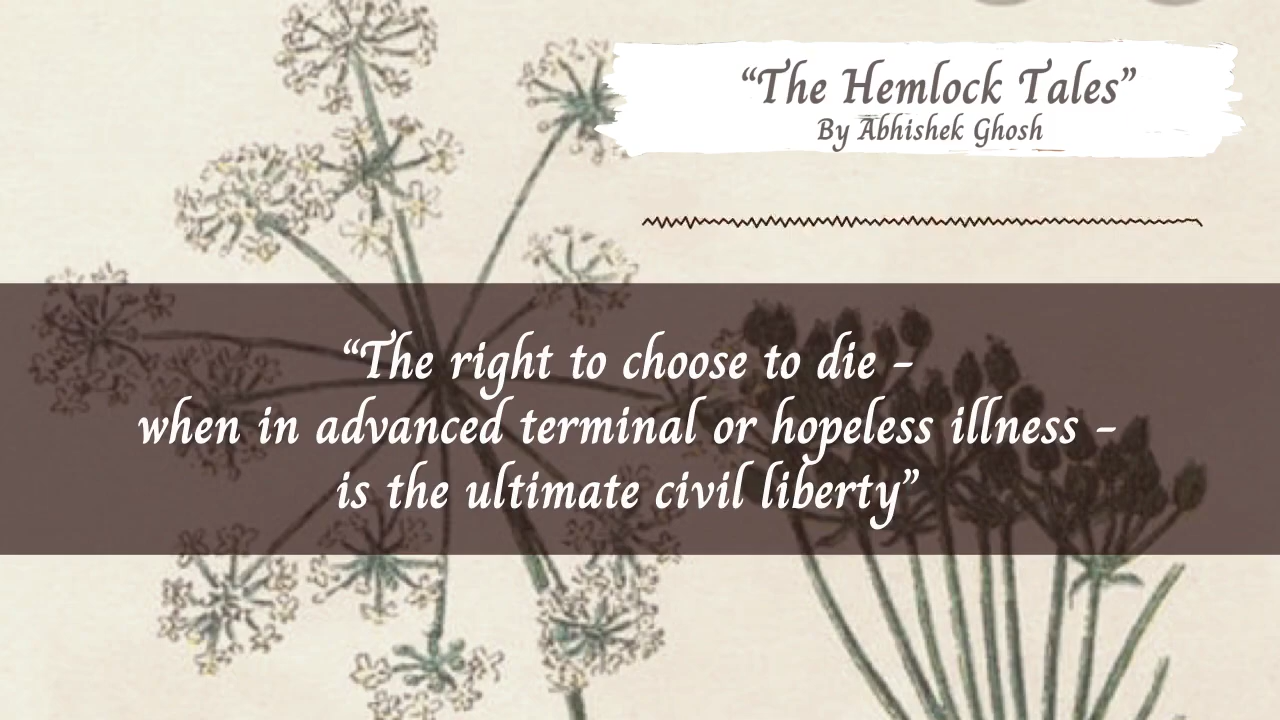 “The Hemlock Tales”
By Abhishek Ghosh
“The right to choose to die –
when in advanced terminal or hopeless illness –
is the ultimate civil liberty”